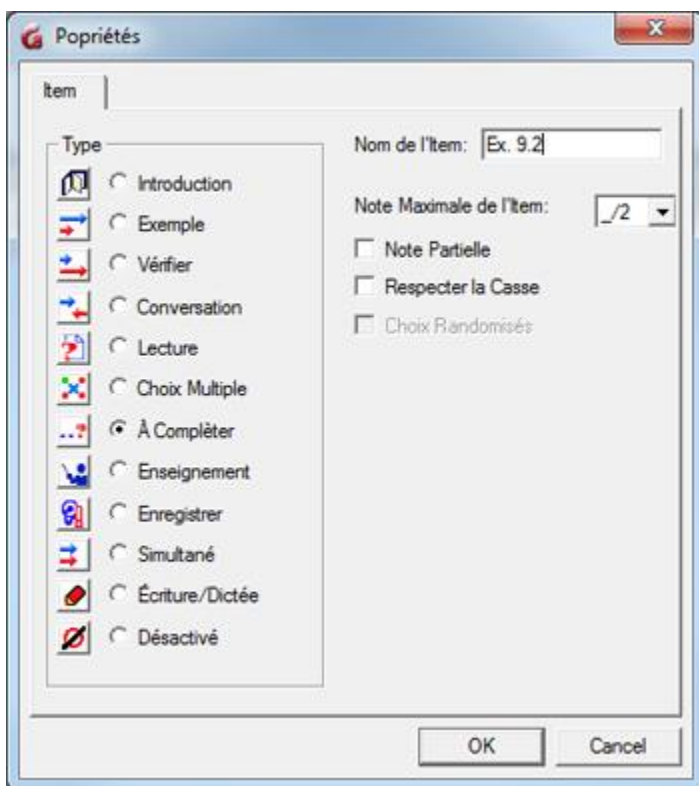 Popriétés
Item
Type
Introduction
Exemple
Vérifier
Conversation
Lecture
Choix Multiple
À Complèter
Enseignement
Enregistrer
Simultané
Écriture/Dictée
Désactivé
Nom de l'Item: Ex. 9.2
Note Maximale de l'Item: _/2
Note Partielle
Respecter la Casse
Choix Randomisés
OK Cancel